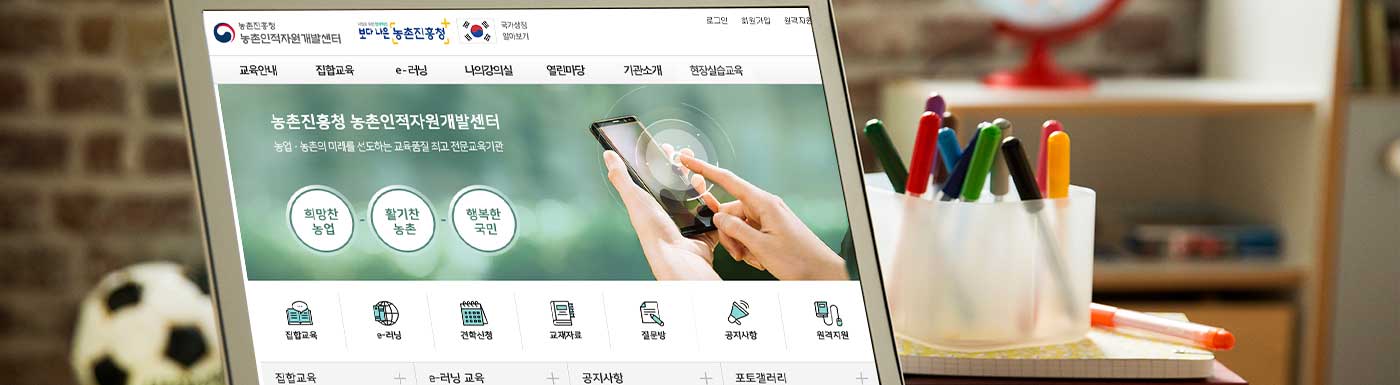 농촌진흥청
농촌인적자원개발센터
보다 나은 농촌진흥청
국가상징
알아보기
로그인 회원가입 원격지원
교육안내 집합교육 e-러닝 나의강의실 열린마당 기관소개 현장실습교육
농촌진흥청 농촌인적자원개발센터
농업·농촌의 미래를 선도하는 교육품질 최고 전문교육기관
희망찬
농업
활기찬
농촌
행복한
국민
집합교육 e-러닝 견학신청 교재자료 질문방 공지사항 원격지원
집합교육 e-러닝 교육 공지사항 포토갤러리